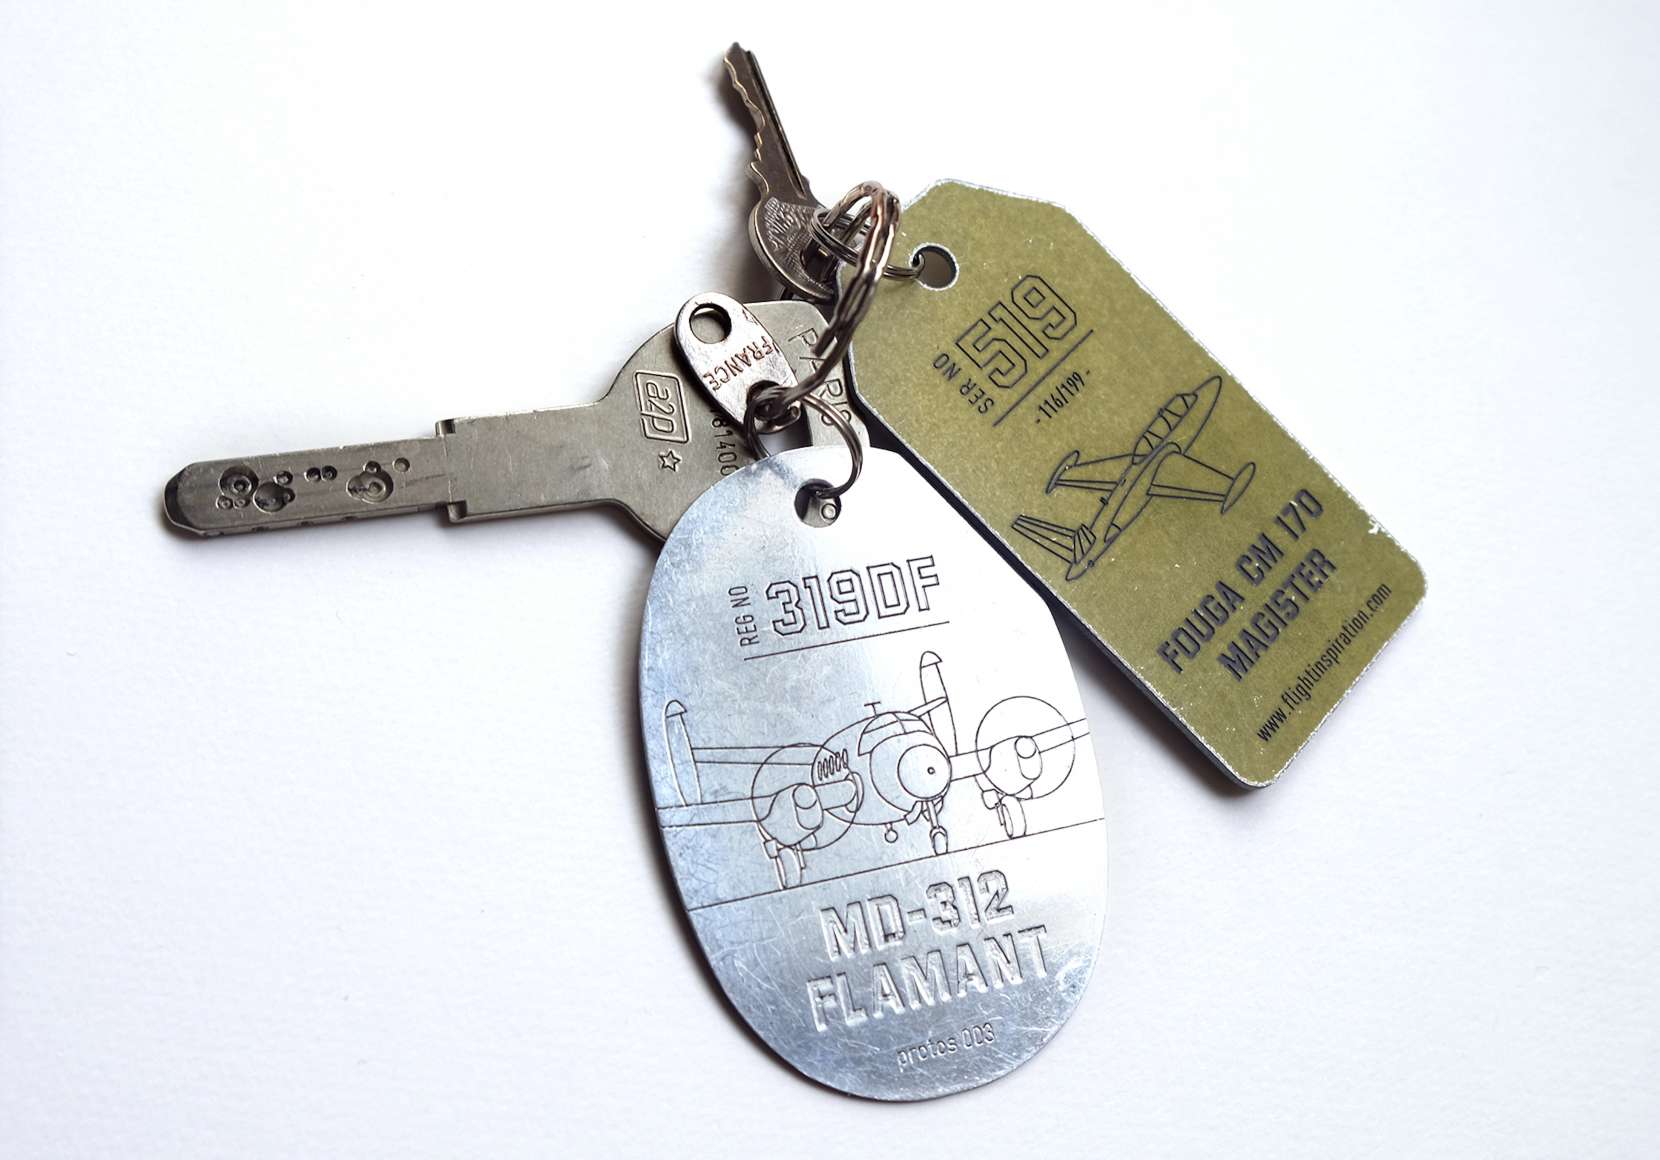 SER NO
519
-116/199-
FOUGA CM 170
MAGISTER
www.flightinspiration.com
FRANCE
a2p
REG NO
319DF
MD-312
FLAMANT
protos 003